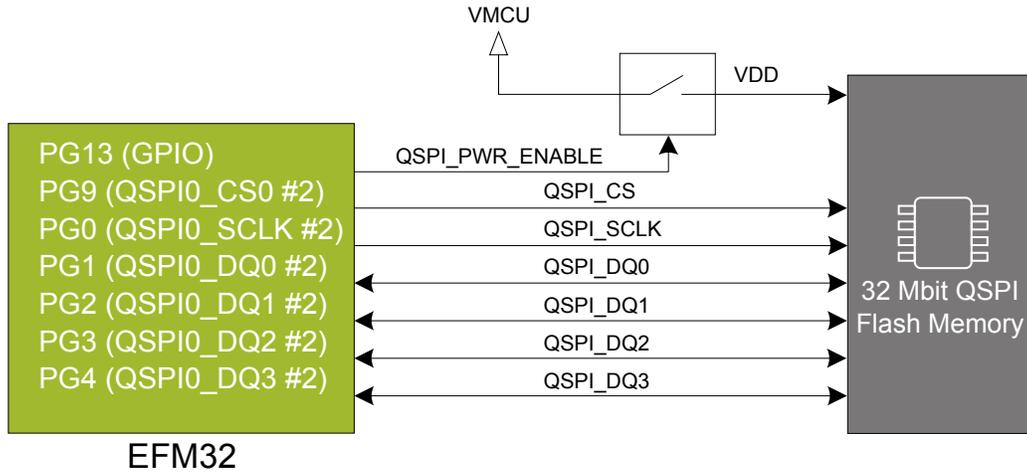 VMCU
VDD
PG13 (GPIO)
QSPI_PWR_ENABLE
PG9 (QSPI0_CS0 #2)
QSPI_CS
PG0 (QSPI0_SCLK #2)
QSPI_SCLK
PG1 (QSPI0_DQ0 #2)
QSPI_DQ0
PG2 (QSPI0_DQ1 #2)
QSPI_DQ1
PG3 (QSPI0_DQ2 #2)
QSPI_DQ2
PG4 (QSPI0_DQ3 #2)
QSPI_DQ3
32 Mbit QSPI
Flash Memory
EFM32